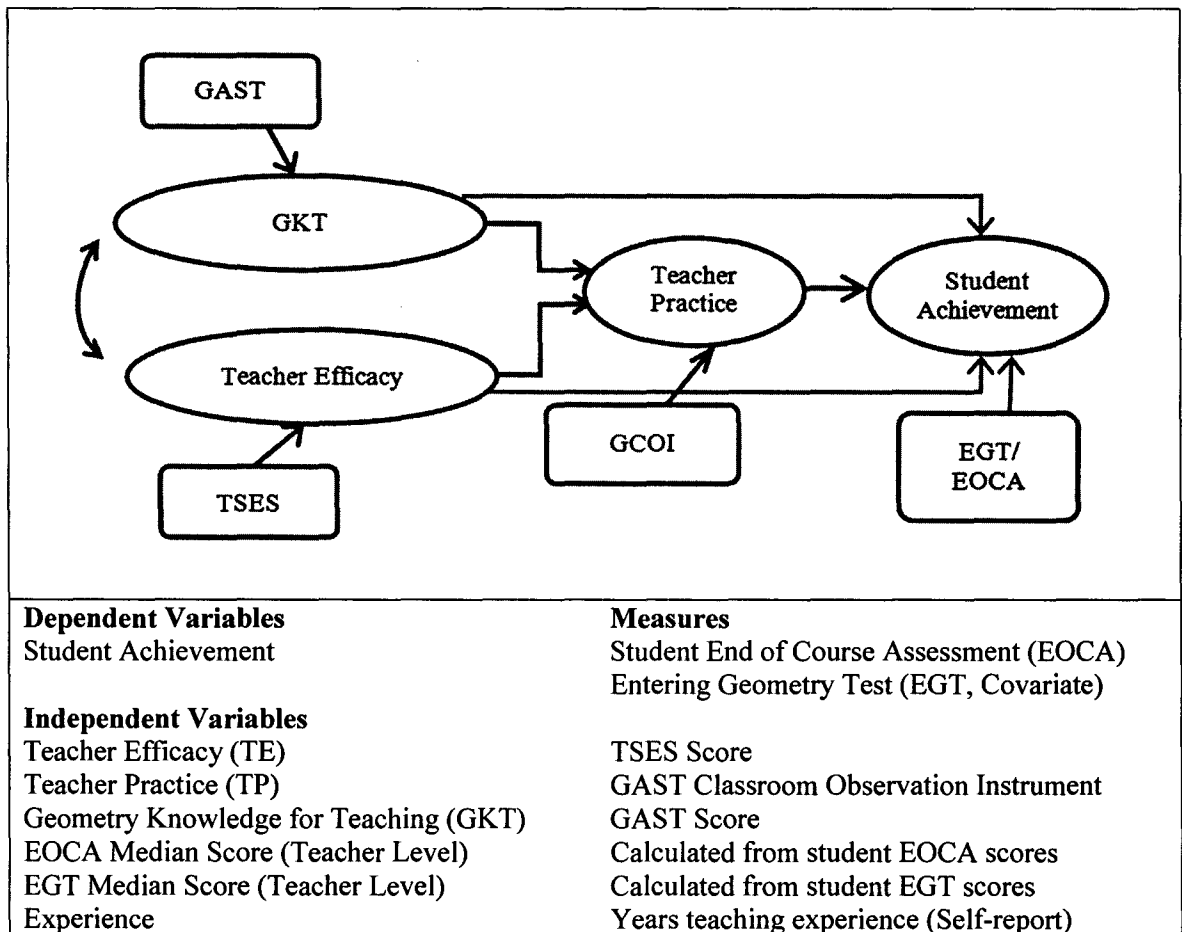 GAST
GKT
Teacher
Practice
Student
Achievement
Teacher Efficacy
GCOI
EGT/
EOCA
TSES
Dependent Variables
Student Achievement
Measures
Student End of Course Assessment (EOCA)
Entering Geometry Test (EGT, Covariate)
Independent Variables
Teacher Efficacy (TE) TSES Score
Teacher Practice (TP) GAST Classroom Observation Instrument
Geometry Knowledge for Teaching (GKT) GAST Score
EOCA Median Score (Teacher Level) Calculated from student EOCA scores
EGT Median Score (Teacher Level) Calculated from student EGT scores
Experience Years teaching experience (Self-report)